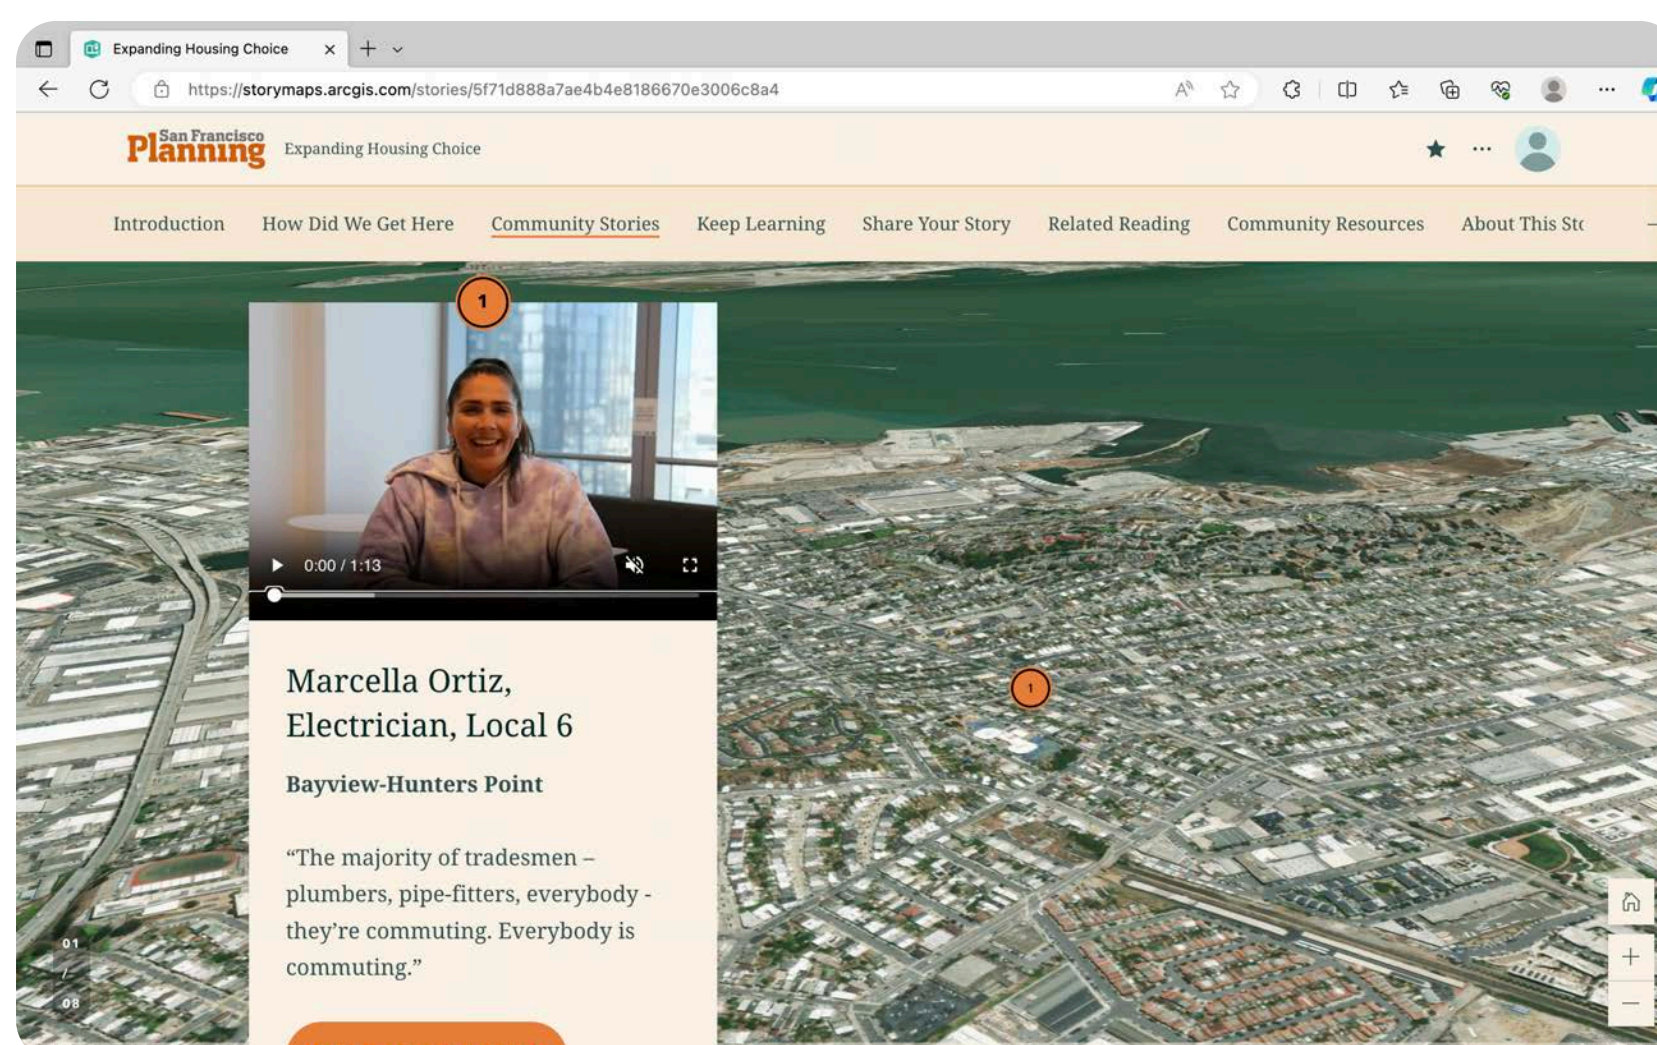 Expanding Housing Choice
https://storymaps.arcgis.com/stories/5f71d888a7ae4b4e8186670e3006c8a4
San Francisco
Planning
Expanding Housing Choice
Introduction How Did We Get Here Community Stories Keep Learning Share Your Story Related Reading Community Resources About This Sto
1
0:00 / 1:13
1
Marcella Ortiz,
Electrician, Local 6
Bayview-Hunters Point
“The majority of tradesmen –
plumbers, pipe-fitters, everybody -
they’re commuting. Everybody is
commuting.”
01
/
08